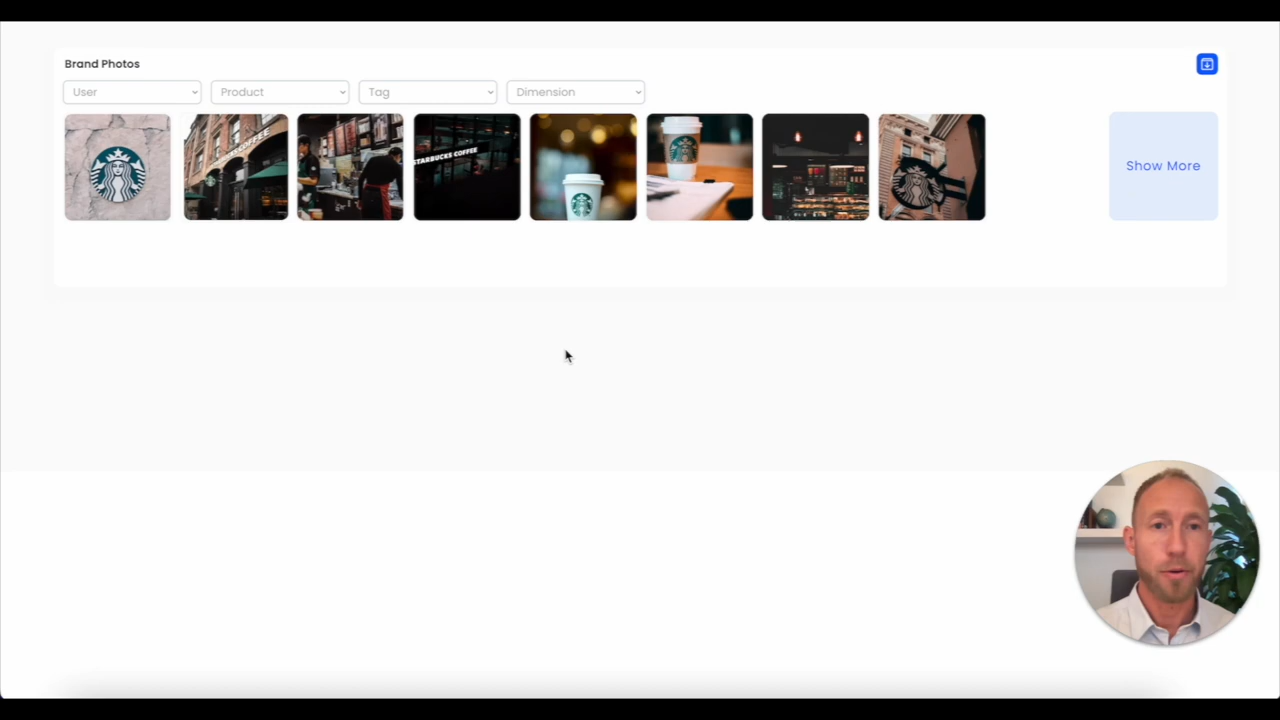 Brand Photos
User Product Tag Dimension
STARBUCKS COFFEE
Show More